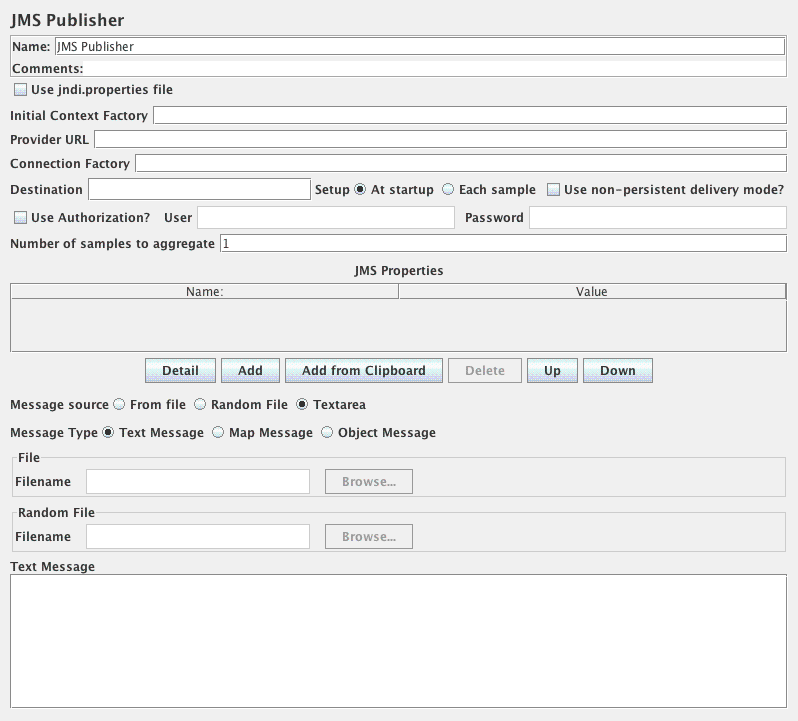 JMS Publisher
Name: JMS Publisher
Comments:
Use jndi.properties file
Initial Context Factory
Provider URL
Connection Factory
Destination Setup At startup Each sample Use non-persistent delivery mode?
Use Authorization? User Password
Number of samples to aggregate 1
JMS Properties
Name: Value
Detail Add Add from Clipboard Delete Up Down
Message source From file Random File Textarea
Message Type Text Message Map Message Object Message
File
Filename Browse...
Random File
Filename Browse...
Text Message